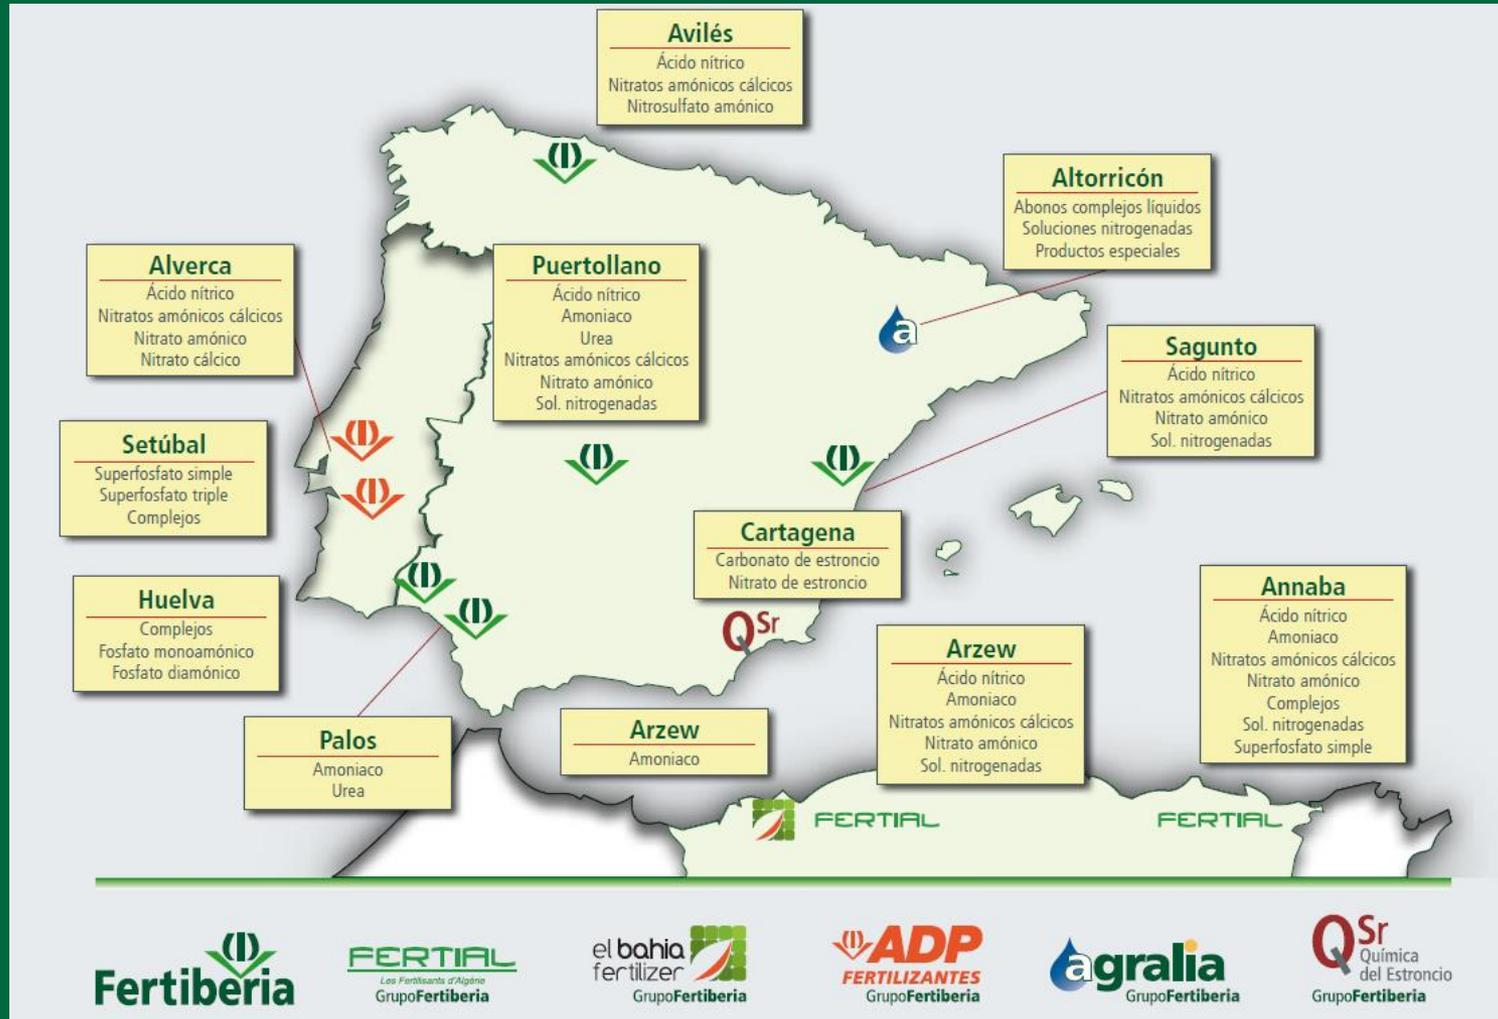 Avilés
Ácido nítrico
Nitratos amónicos cálcicos
Nitrosulfato amónico
Altorricón
Abonos complejos líquidos
Soluciones nitrogenadas
Productos especiales
Alverca
Ácido nítrico
Nitratos amónicos cálcicos
Nitrato amónico
Nitrato cálcico
Puertollano
Ácido nítrico
Amoniaco
Urea
Nitratos amónicos cálcicos
Nitrato amónico
Sol. nitrogenadas
a
Sagunto
Ácido nítrico
Nitratos amónicos cálcicos
Nitrato amónico
Sol. nitrogenadas
Setúbal
Superfosfato simple
Superfosfato triple
Complejos
Cartagena
Carbonato de estroncio
Nitrato de estroncio
Huelva
Complejos
Fosfato monoamónico
Fosfato diamónico
QSr
Annaba
Ácido nítrico
Amoniaco
Nitratos amónicos cálcicos
Nitrato amónico
Complejos
Sol. nitrogenadas
Superfosfato simple
Arzew
Ácido nítrico
Amoniaco
Nitratos amónicos cálcicos
Nitrato amónico
Sol. nitrogenadas
Palos
Amoniaco
Urea
Arzew
Amoniaco
FERTIAL
FERTIAL
Fertiberia
FERTIAL
Les Fertilisants d'Algérie
GrupoFertiberia
el bahia
fertilizer
GrupoFertiberia
ADP
FERTILIZANTES
GrupoFertiberia
agralia
GrupoFertiberia
QSr
Química
del Estroncio
GrupoFertiberia